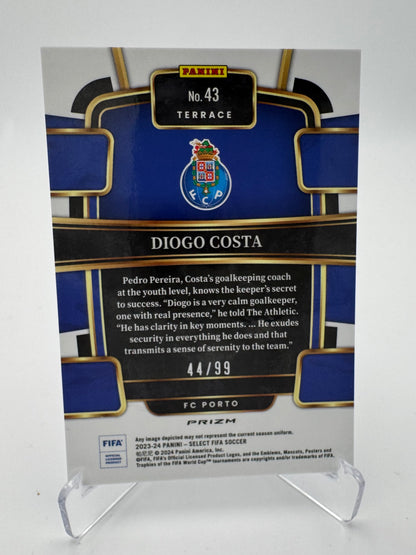 PANINI
No. 43
TERRACE
F C P
DIOGO COSTA
Pedro Pereira, Costa's goalkeeping coach
at the youth level, knows the keeper's secret
to success. "Diogo is a very calm goalkeeper,
one with real presence," he told The Athletic.
"He has clarity in key moments. ... He exudes
security in everything he does and that
transmits a sense of serenity to the team."
44/99
FC PORTO
PRIZM
FIFA
OFFICIAL
LICENSED
PRODUCT
Any image depicted may not represent the current season uniform.
2023-24 PANINI – SELECT FIFA SOCCER
帕尼尼 © 2024 Panini America, Inc.
©FIFA, FIFA's Official Licensed Product Logos, and the Emblems, Mascots, Posters and
Trophies of the FIFA World Cup™ tournaments are copyrights and/or trademarks of FIFA.